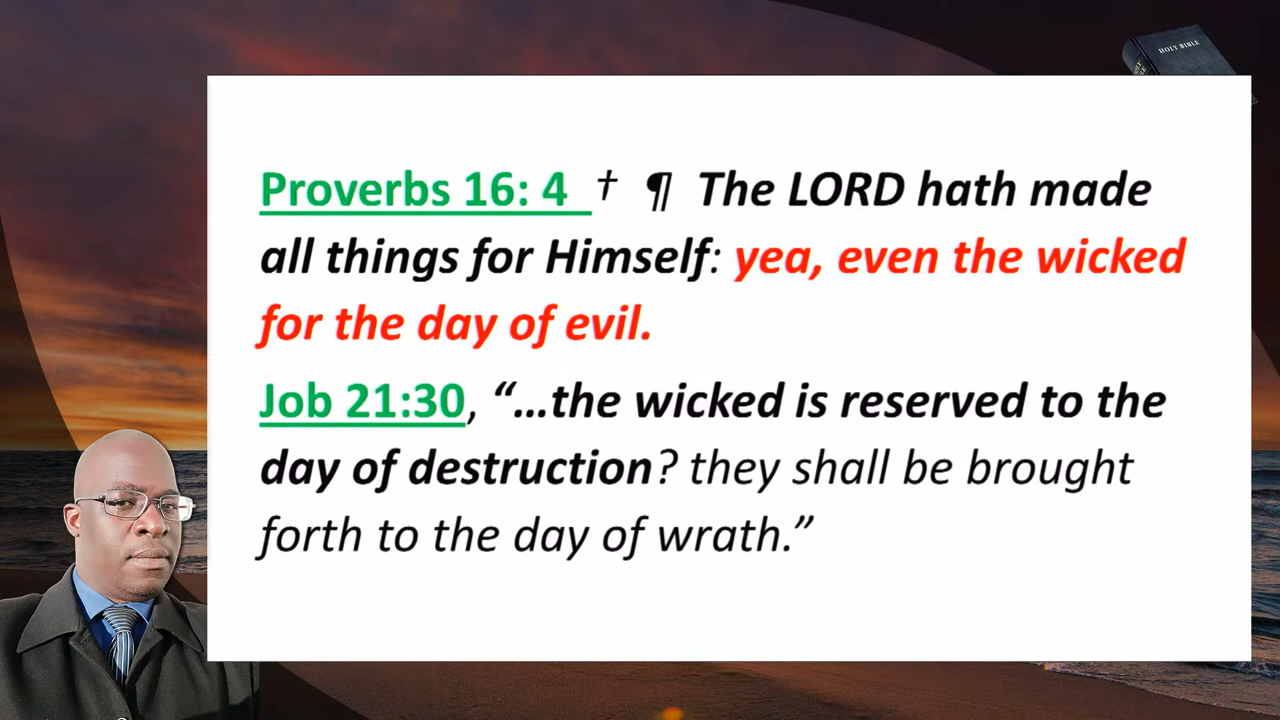 HOLY BIBLE
Proverbs 16: 4 † ¶ The LORD hath made
all things for Himself: yea, even the wicked
for the day of evil.
Job 21:30, “…the wicked is reserved to the
day of destruction? they shall be brought
forth to the day of wrath.”